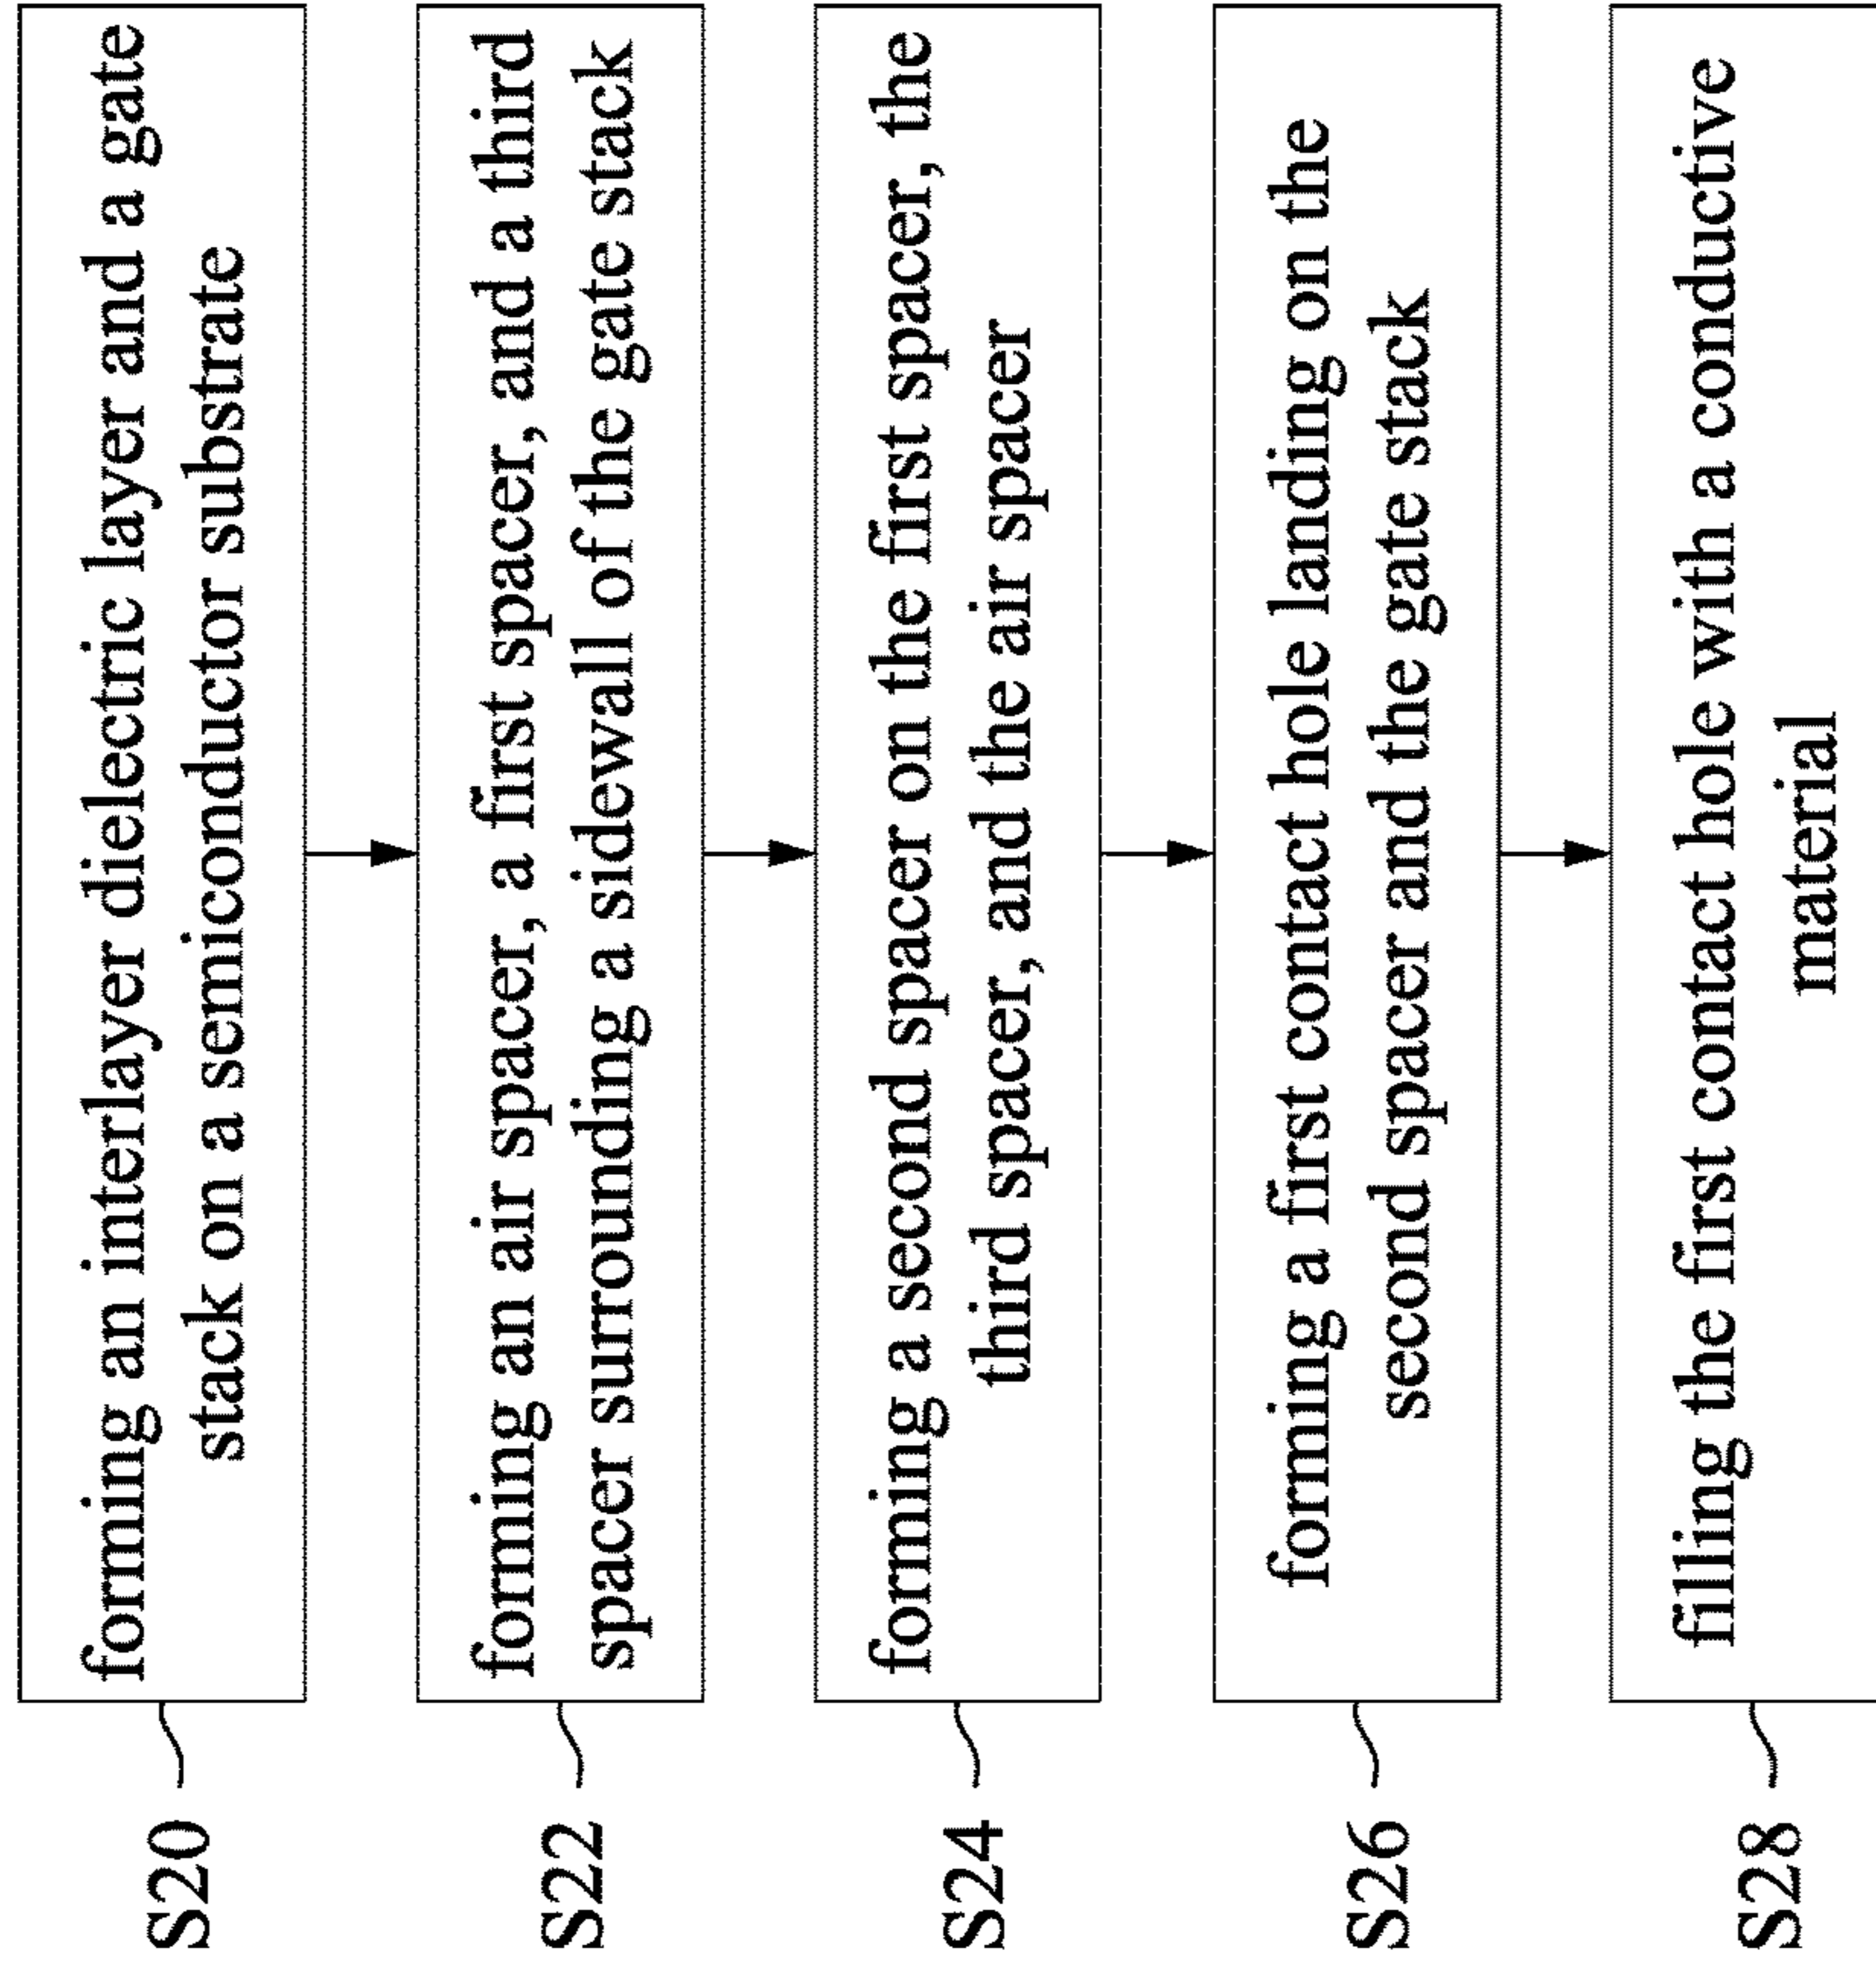 S20
forming an interlayer dielectric layer and a gate
stack on a semiconductor substrate
S22
forming an air spacer, a first spacer, and a third
spacer surrounding a sidewall of the gate stack
S24
forming a second spacer on the first spacer, the
third spacer, and the air spacer
S26
forming a first contact hole landing on the
second spacer and the gate stack
S28
filling the first contact hole with a conductive
material